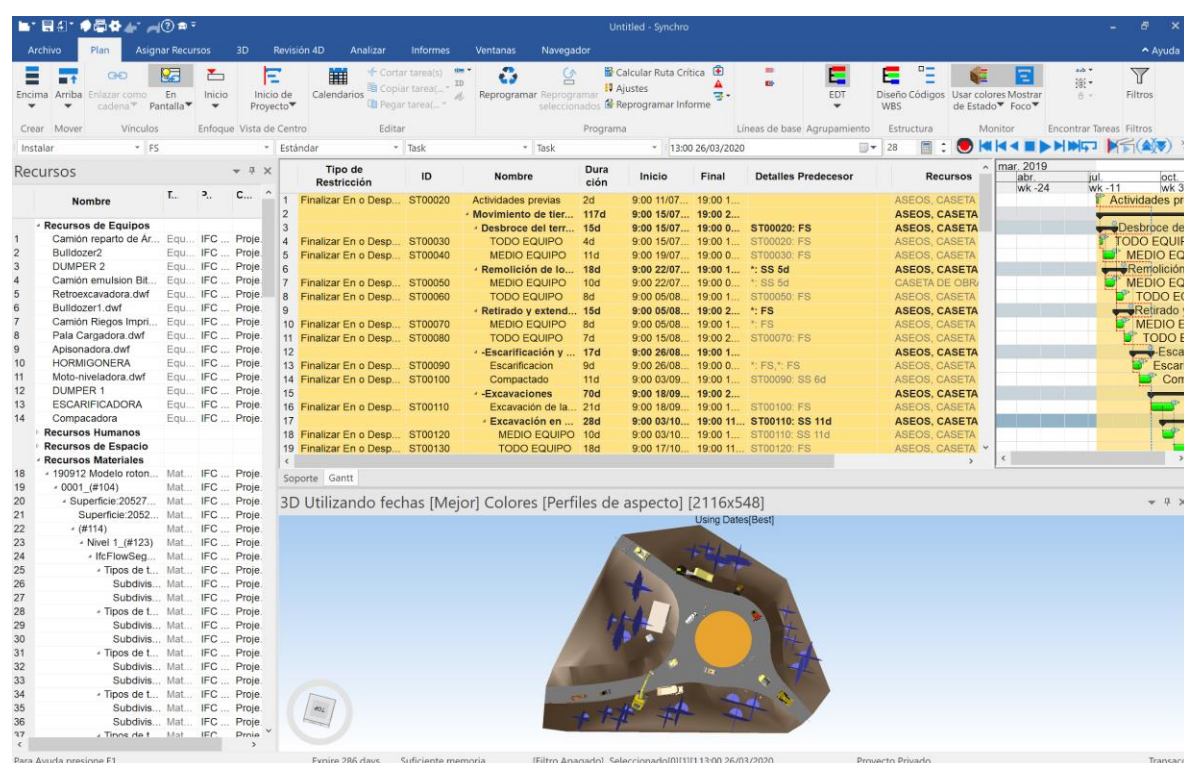 Untitled - Synchro
Archivo Plan Asignar Recursos 3D Revisión 4D Analizar Informes Ventanas Navegador Ayuda
Encima Arriba Enlazar como cadena En Pantalla Inicio Inicio de Proyecto Calendarios Cortar tarea(s) Copiar tarea(... Pegar tarea(... Reprogramar Reprogramar seleccionados Calcular Ruta Crítica Ajustes Reprogramar Informe EDT Diseño WBS Códigos Usar colores de Estado Mostrar Foco Filtros
Crear Mover Vínculos Enfoque Vista de Centro Editar Programa Líneas de base Agrupamiento Estructura Monitor Encontrar Tareas Filtros
Instalar FS Estándar Task Task 13:00 26/03/2020 28
Recursos
Nombre T... C...
Recursos de Equipos
1 Camión reparto de Ár... Equ... IFC ... Proje.
2 Bulldozer2 Equ... IFC ... Proje.
3 DUMPER 2 Equ... IFC ... Proje.
4 Camión emulsion Bit... Equ... IFC ... Proje.
5 Retroexcavadora.dwf Equ... IFC ... Proje.
6 Bulldozer1.dwf Equ... IFC ... Proje.
7 Camión Riegos Impri... Equ... IFC ... Proje.
8 Pala Cargadora.dwf Equ... IFC ... Proje.
9 Apisonadora.dwf Equ... IFC ... Proje.
10 HORMIGONERA Equ... IFC ... Proje.
11 Moto-niveladora.dwf Equ... IFC ... Proje.
12 DUMPER 1 Equ... IFC ... Proje.
13 ESCARIFICADORA Equ... IFC ... Proje.
14 Compacadora Equ... IFC ... Proje.
Recursos Humanos
Recursos de Espacio
Recursos Materiales
18 190912 Modelo roton... Mat... IFC ... Proje.
19 0001_(#104) Mat... IFC ... Proje.
20 Superficie:20527... Mat... IFC ... Proje.
21 Superficie:2052... Mat... IFC ... Proje.
22 (#114) Mat... IFC ... Proje.
23 Nivel 1_(#123) Mat... IFC ... Proje.
24 IfcFlowSeg... Mat... IFC ... Proje.
25 Tipos de t... Mat... IFC ... Proje.
26 Subdivis... Mat... IFC ... Proje.
27 Subdivis... Mat... IFC ... Proje.
28 Tipos de t... Mat... IFC ... Proje.
29 Subdivis... Mat... IFC ... Proje.
30 Subdivis... Mat... IFC ... Proje.
31 Tipos de t... Mat... IFC ... Proje.
32 Subdivis... Mat... IFC ... Proje.
33 Subdivis... Mat... IFC ... Proje.
34 Tipos de t... Mat... IFC ... Proje.
35 Subdivis... Mat... IFC ... Proje.
36 Subdivis... Mat... IFC ... Proje.
37 Tipos de t... Mat... IFC ... Proje.
Tipo de Restricción ID Nombre Duración Inicio Final Detalles Predecesor Recursos
1 Finalizar En o Desp... ST00020 Actividades previas 2d 9:00 11/07... 19:00 1... ASEOS, CASETA
2 Movimiento de tier... 117d 9:00 15/07... 19:00 2... ASEOS, CASETA
3 Desbroce del terr... 15d 9:00 15/07... 19:00 0... ST00020: FS ASEOS, CASETA
4 Finalizar En o Desp... ST00030 TODO EQUIPO 4d 9:00 15/07... 19:00 1... ST00020: FS ASEOS, CASETA
5 Finalizar En o Desp... ST00040 MEDIO EQUIPO 11d 9:00 19/07... 19:00 0... ST00030: FS ASEOS, CASETA
6 Remolición de lo... 18d 9:00 22/07... 19:00 1... *: SS 5d ASEOS, CASETA
7 Finalizar En o Desp... ST00050 MEDIO EQUIPO 10d 9:00 22/07... 19:00 0... *: SS 5d CASETA DE OBR
8 Finalizar En o Desp... ST00060 TODO EQUIPO 8d 9:00 05/08... 19:00 1... ST00050: FS ASEOS, CASETA
9 Retirado y extend... 15d 9:00 05/08... 19:00 2... *: FS ASEOS, CASETA
10 Finalizar En o Desp... ST00070 MEDIO EQUIPO 8d 9:00 05/08... 19:00 1... *: FS ASEOS, CASETA
11 Finalizar En o Desp... ST00080 TODO EQUIPO 7d 9:00 15/08... 19:00 2... ST00070: FS ASEOS, CASETA
12 -Escarificación y ... 17d 9:00 26/08... 19:00 1... ASEOS, CASETA
13 Finalizar En o Desp... ST00090 Escarificacion 9d 9:00 26/08... 19:00 0... *: FS,*: FS ASEOS, CASETA
14 Finalizar En o Desp... ST00100 Compactado 11d 9:00 03/09... 19:00 1... ST00090: SS 6d ASEOS, CASETA
15 -Excavaciones 70d 9:00 18/09... 19:00 2... ASEOS, CASETA
16 Finalizar En o Desp... ST00110 Excavación de la... 21d 9:00 18/09... 19:00 1... ST00100: FS ASEOS, CASETA
17 Excavación en ... 28d 9:00 03/10... 19:00 11... ST00110: SS 11d ASEOS, CASETA
18 Finalizar En o Desp... ST00120 MEDIO EQUIPO 10d 9:00 03/10... 19:00 1... ST00110: SS 11d ASEOS, CASETA
19 Finalizar En o Desp... ST00130 TODO EQUIPO 18d 9:00 17/10... 19:00 11... ST00120: FS ASEOS, CASETA
mar. 2019
abr. jul. oct.
wk -24 wk -11 wk 3
Actividades pr
Desbroce de
TODO EQUIP
MEDIO EQ
Remolición
MEDIO EQ
TODO EQ
Retirado y
MEDIO E
TODO E
-Esca
Escari
Com
Soporte Gantt
3D Utilizando fechas [Mejor] Colores [Perfiles de aspecto] [2116x548]
Using Dates[Best]
TOP
Para Ayuda presione F1 Expire 286 days Suficiente memoria [Filtro Apagado] Seleccionado[0][1][1] 13:00 26/03/2020 Proyecto Privado Transacc